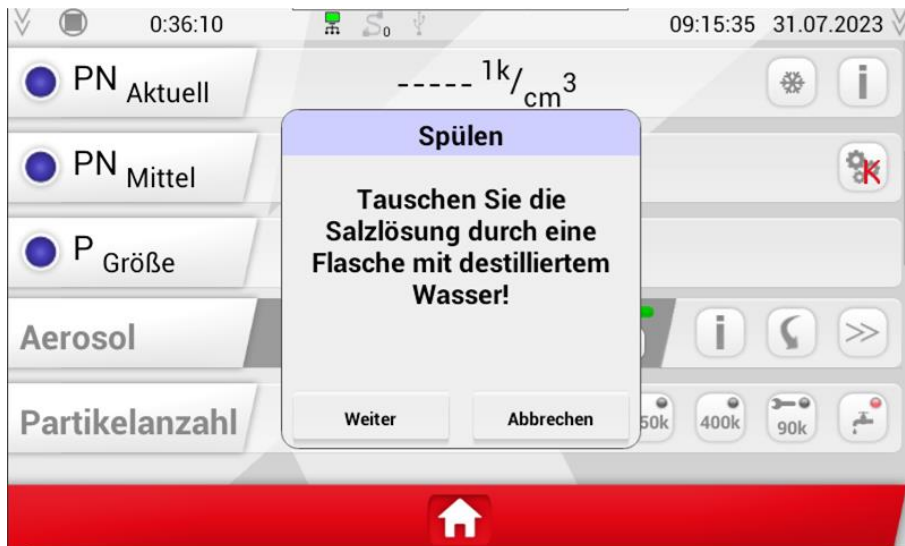 0:36:10 0 09:15:35 31.07.2023
PN Aktuell ----- 1k/cm3 i
Spülen
PN Mittel K
Tauschen Sie die
Salzlösung durch eine
Flasche mit destilliertem
Wasser!
P Größe
Aerosol i >>
Weiter Abbrechen
Partikelanzahl 50k 400k 90k